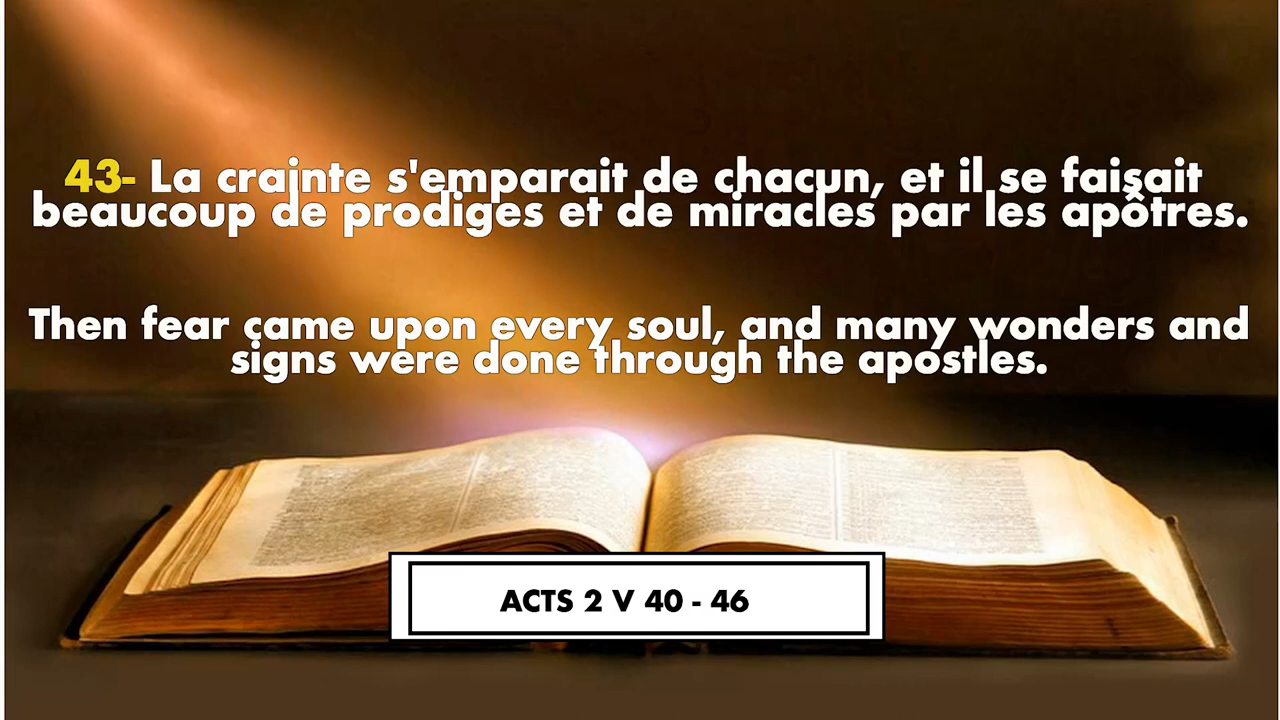 43- La crainte s'emparait de chacun, et il se faisait
beaucoup de prodiges et de miracles par les apôtres.
Then fear came upon every soul, and many wonders and
signs were done through the apostles.
ACTS 2 V 40 - 46